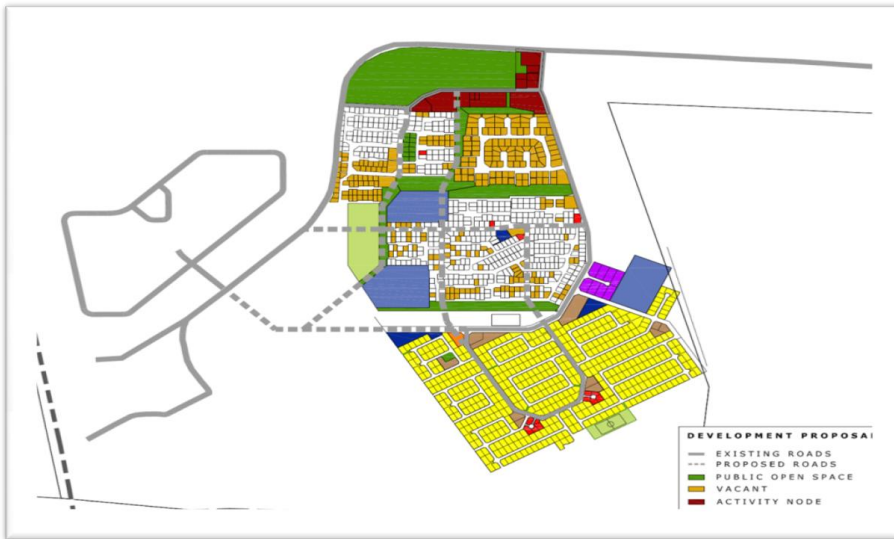 DEVELOPMENT PROPOSA
EXISTING ROADS
PROPOSED ROADS
PUBLIC OPEN SPACE
VACANT
ACTIVITY NODE